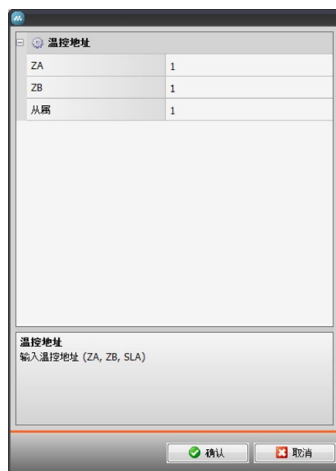 温控地址
ZA 1
ZB 1
从属 1
温控地址
输入温控地址 (ZA, ZB, SLA)
确认 取消